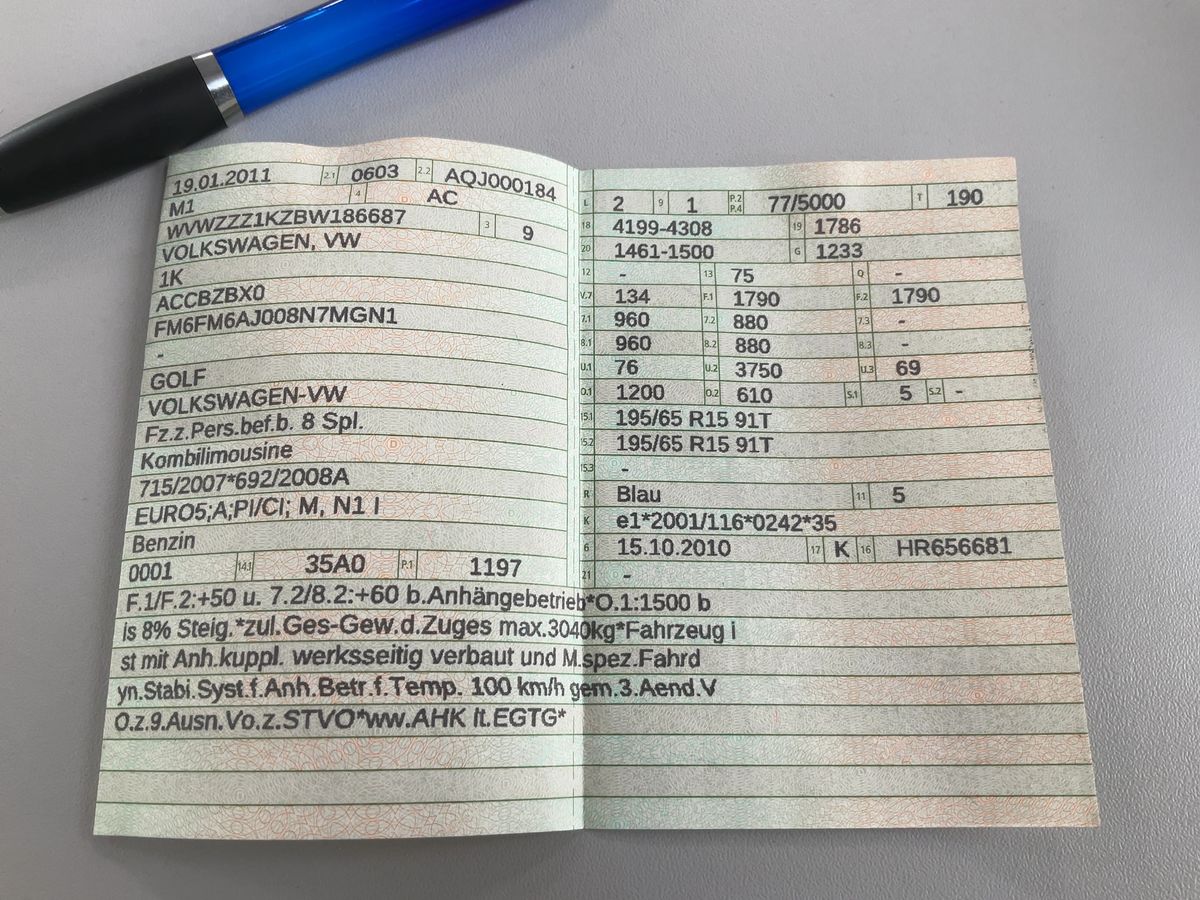 19.01.2011 2.1 0603 2.2 AQJ000184
M1 4 AC
WVWZZZ1KZBW186687 3 9
VOLKSWAGEN, VW
1K
ACCBZBX0
FM6FM6AJ008N7MGN1
-
GOLF
VOLKSWAGEN-VW
Fz.z.Pers.bef.b. 8 Spl.
Kombilimousine
715/2007*692/2008A
EURO5;A;PI/CI; M, N1 I
Benzin
0001 14.1 35A0 P.1 1197
L 2 9 1 P.2 P.4 77/5000 T 190
18 4199-4308 19 1786
20 1461-1500 G 1233
12 - 13 75 Q -
V.7 134 F.1 1790 F.2 1790
7.1 960 7.2 880 7.3 -
8.1 960 8.2 880 8.3 -
U.1 76 U.2 3750 U.3 69
O.1 1200 O.2 610 S.1 5 S.2 -
15.1 195/65 R15 91T
15.2 195/65 R15 91T
15.3 -
R Blau 11 5
K e1*2001/116*0242*35
6 15.10.2010 17 K 16 HR656681
21 -
F.1/F.2:+50 u. 7.2/8.2:+60 b.Anhängebetrieb*O.1:1500 b
is 8% Steig.*zul.Ges-Gew.d.Zuges max.3040kg*Fahrzeug i
st mit Anh.kuppl. werksseitig verbaut und M.spez.Fahrd
yn.Stabi.Syst.f.Anh.Betr.f.Temp. 100 km/h gem.3.Aend.V
O.z.9.Ausn.Vo.z.STVO*ww.AHK lt.EGTG*